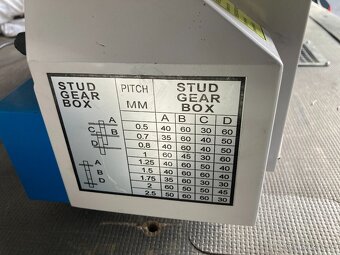 STUD
GEAR
BOX
PITCH
MM
STUD
GEAR
BOX
A B C D
0.5 40 60 30 60
0.7 35 60 40 50
0.8 40 60 40 50
1 60 45 30 60
1.25 40 60 40
1.5 40 60 60 40
1.75 35 60 60 30
2 60 50 50 45
2.5 50 60 60 30
A
C
B
D
A
B
D